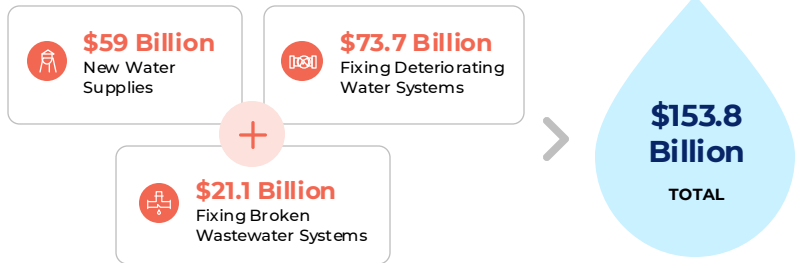 $59 Billion
New Water
Supplies
$73.7 Billion
Fixing Deteriorating
Water Systems
$21.1 Billion
Fixing Broken
Wastewater Systems
$153.8
Billion
TOTAL